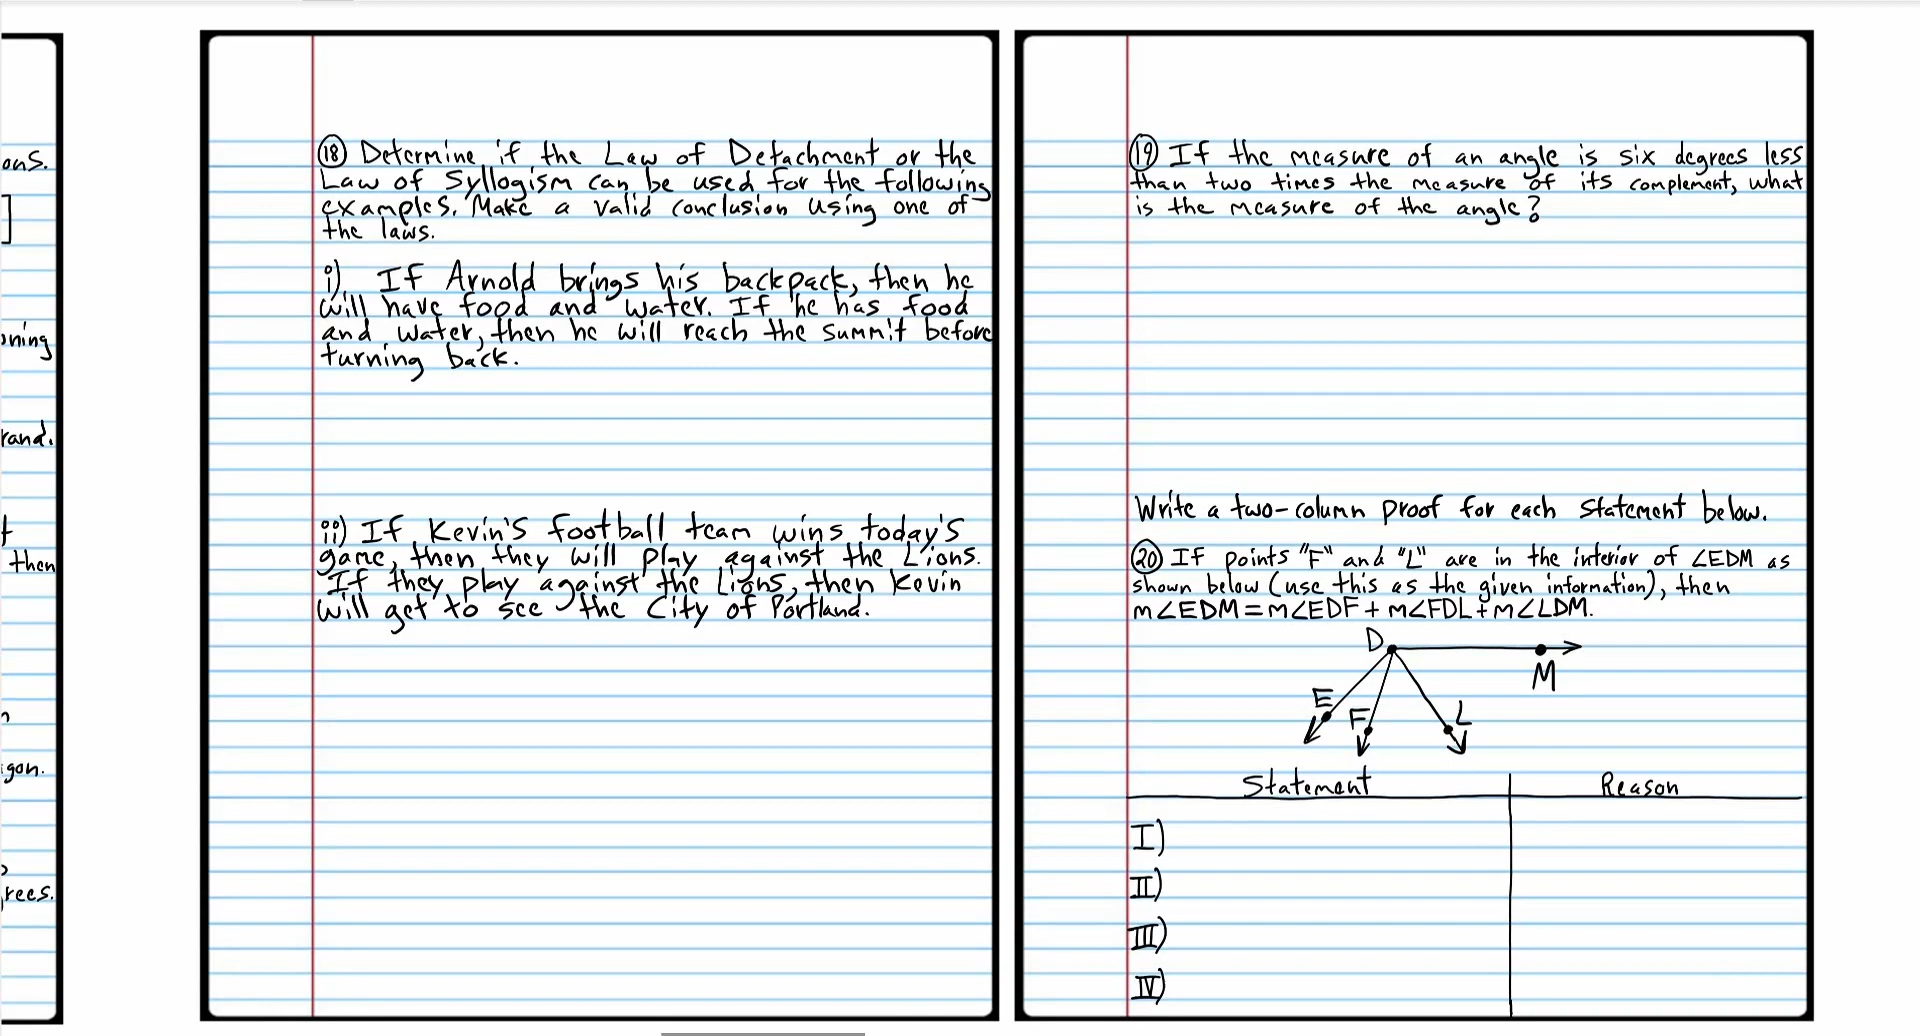 ons.
]
oning
rand.
t
then
gon.
rees.
⑱ Determine if the Law of Detachment or the
Law of Syllogism can be used for the following
examples. Make a valid conclusion using one of
the laws.
i) If Arnold brings his backpack, then he
will have food and water. If he has food
and water, then he will reach the summit before
turning back.
ii) If Kevin's football team wins today's
game, then they will play against the Lions.
If they play against the Lions, then Kevin
will get to see the City of Portland.
⑲ If the measure of an angle is six degrees less
than two times the measure of its complement, what
is the measure of the angle?
Write a two-column proof for each statement below.
⑳ If points "F" and "L" are in the interior of ∠EDM as
shown below (use this as the given information), then
m∠EDM = m∠EDF + m∠FDL + m∠LDM.
D
M
E
F
L
Statement Reason
I)
II)
III)
IV)